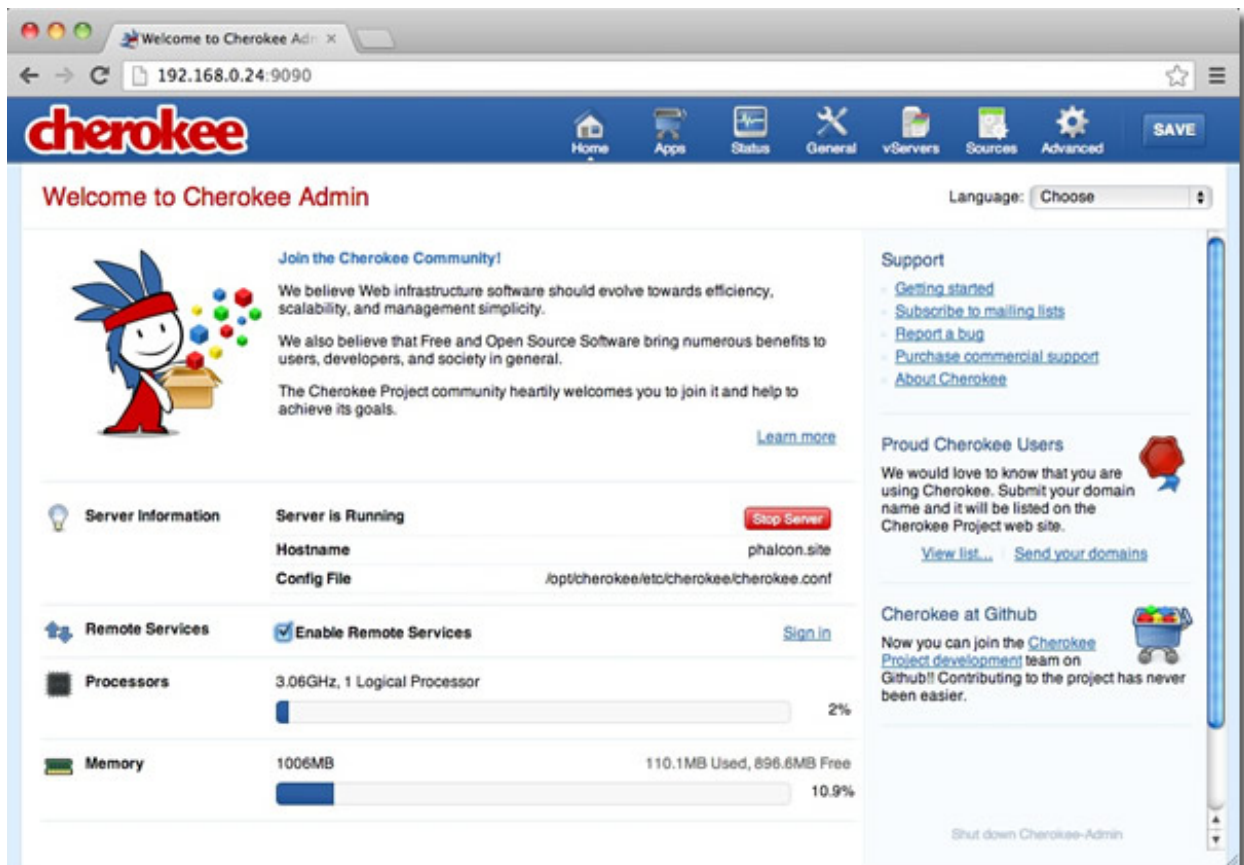 Welcome to Cherokee Adm
192.168.0.24:9090
cherokee
Home
Apps
Status
General
vServers
Sources
Advanced
SAVE
Welcome to Cherokee Admin
Language: Choose
Join the Cherokee Community!
We believe Web infrastructure software should evolve towards efficiency,
scalability, and management simplicity.
We also believe that Free and Open Source Software bring numerous benefits to
users, developers, and society in general.
The Cherokee Project community heartily welcomes you to join it and help to
achieve its goals.
Learn more
Server Information
Server is Running
Stop Server
Hostname
phalcon.site
Config File
/opt/cherokee/etc/cherokee/cherokee.conf
Remote Services
Enable Remote Services
Sign in
Processors
3.06GHz, 1 Logical Processor
2%
Memory
1006MB
110.1MB Used, 896.6MB Free
10.9%
Support
Getting started
Subscribe to mailing lists
Report a bug
Purchase commercial support
About Cherokee
Proud Cherokee Users
We would love to know that you are
using Cherokee. Submit your domain
name and it will be listed on the
Cherokee Project web site.
View list... Send your domains
Cherokee at Github
Now you can join the Cherokee
Project development team on
Github!! Contributing to the project has never
been easier.
Shut down Cherokee-Admin